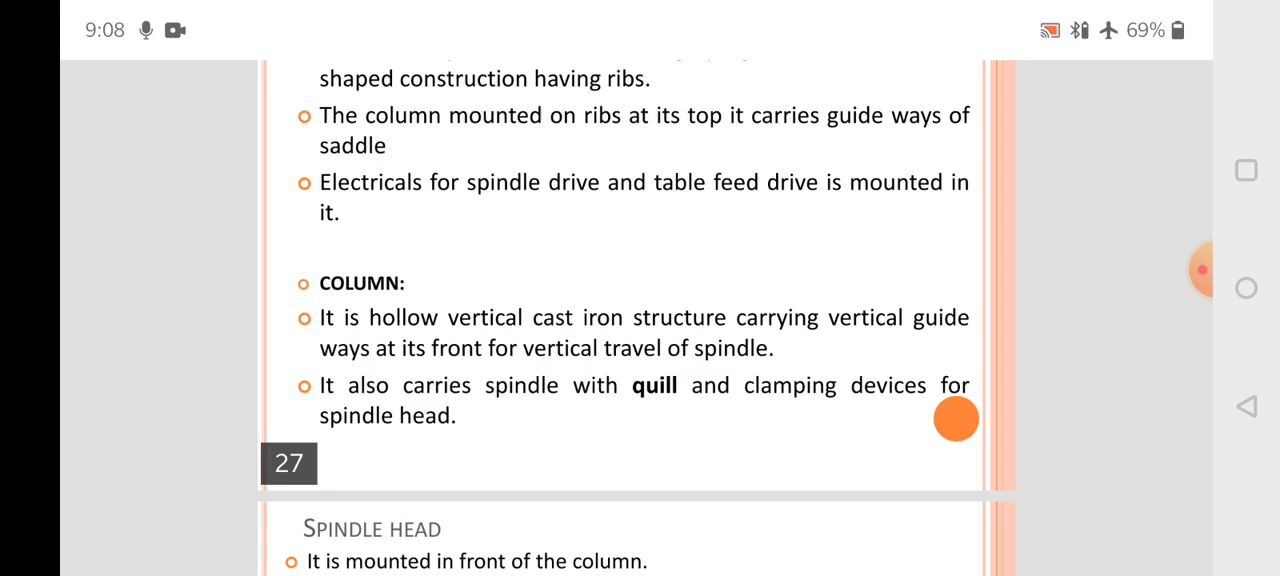 9:08 69%
shaped construction having ribs.
The column mounted on ribs at its top it carries guide ways of
saddle
Electricals for spindle drive and table feed drive is mounted in
it.
COLUMN:
It is hollow vertical cast iron structure carrying vertical guide
ways at its front for vertical travel of spindle.
It also carries spindle with quill and clamping devices for
spindle head.
27
SPINDLE HEAD
It is mounted in front of the column.